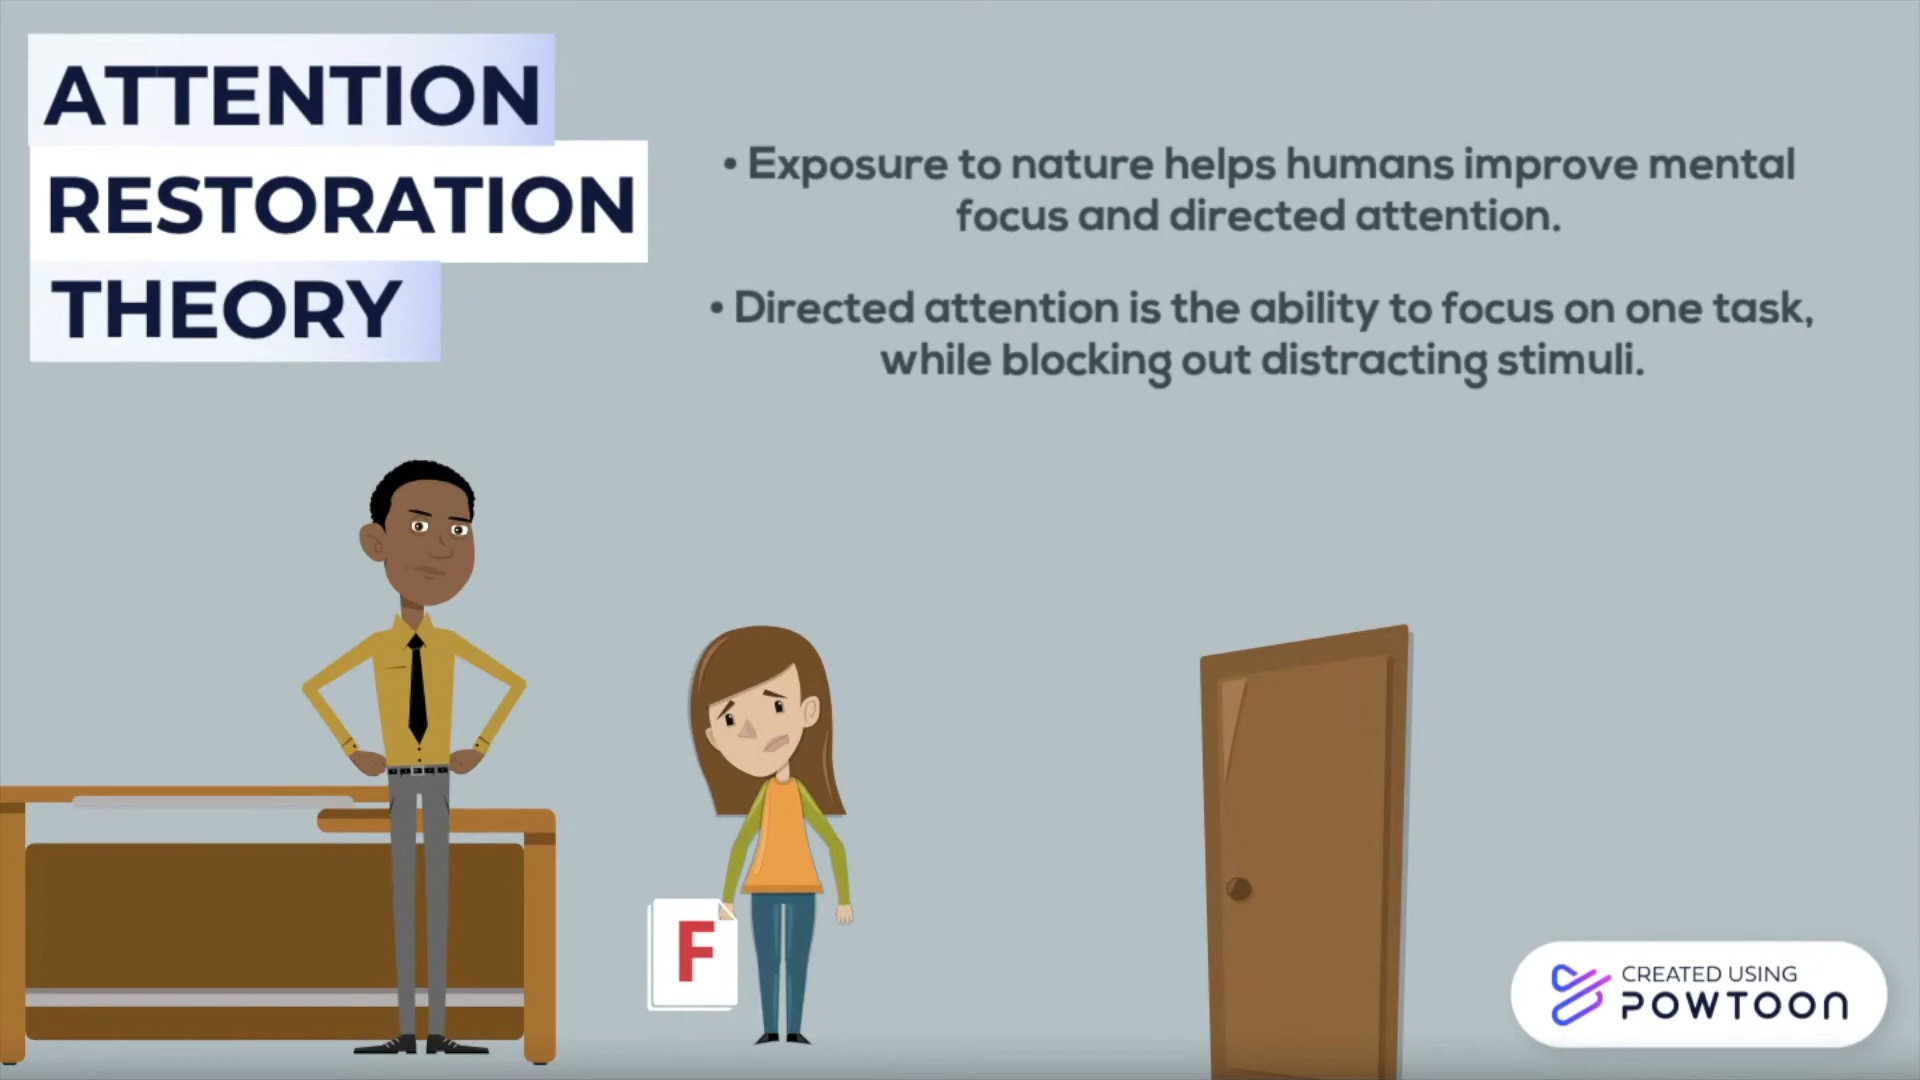 ATTENTION
RESTORATION
THEORY
• Exposure to nature helps humans improve mental
focus and directed attention.
• Directed attention is the ability to focus on one task,
while blocking out distracting stimuli.
F
CREATED USING
POWTOON